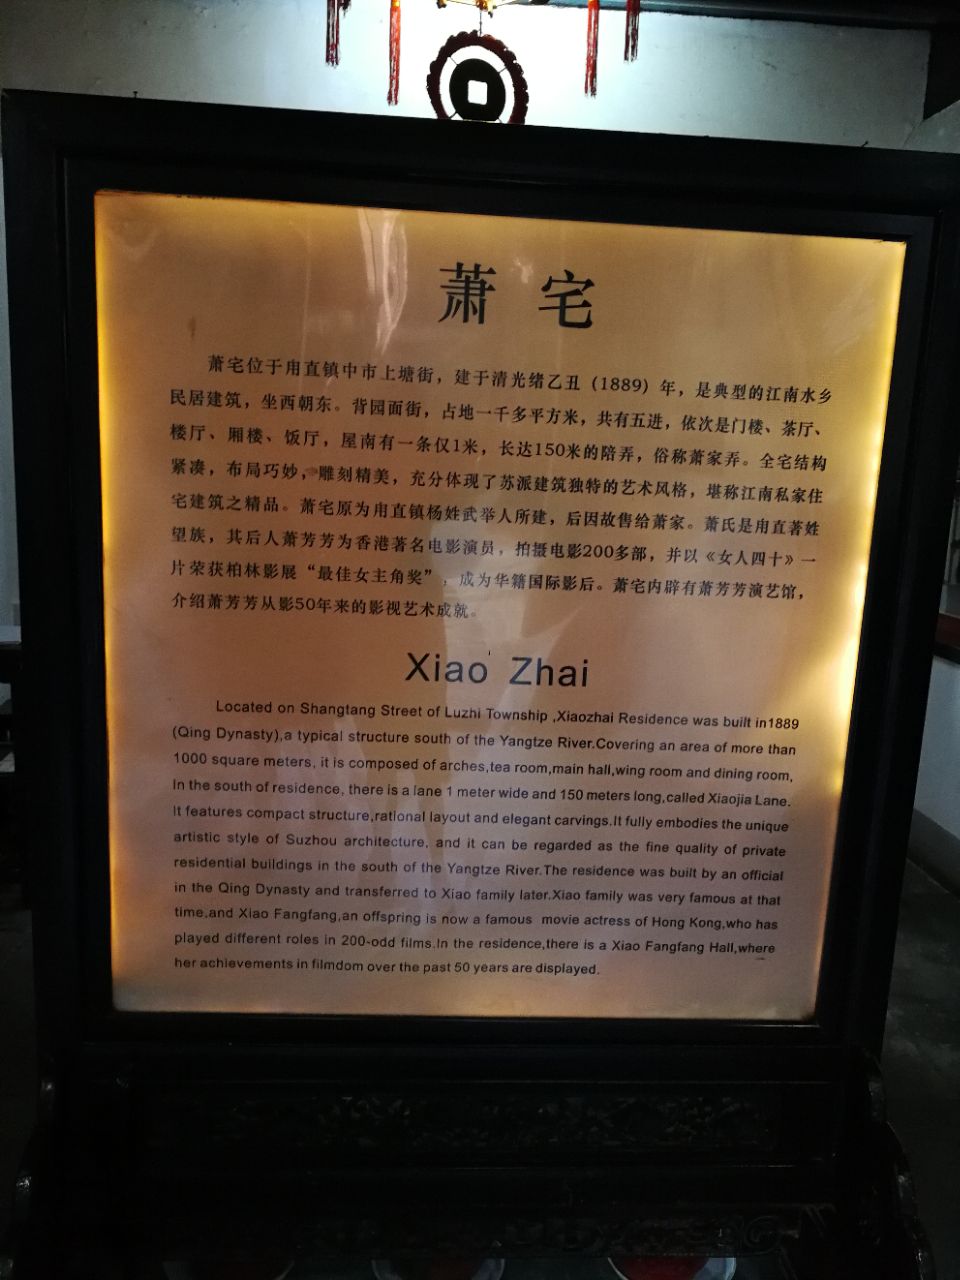 萧宅
萧宅位于甪直镇中市上塘街，建于清光绪乙丑（1889）年，是典型的江南水乡
民居建筑，坐西朝东。背园面街，占地一千多平方米，共有五进，依次是门楼、茶厅、
楼厅、厢楼、饭厅，屋南有一条仅1米，长达150米的陪弄，俗称萧家弄。全宅结构
紧凑，布局巧妙，雕刻精美，充分体现了苏派建筑独特的艺术风格，堪称江南私家住
宅建筑之精品。萧宅原为甪直镇杨姓武举人所建，后因故售给萧家。萧氏是甪直著姓
望族，其后人萧芳芳为香港著名电影演员，拍摄电影200多部，并以《女人四十》一
片荣获柏林影展“最佳女主角奖”，成为华籍国际影后。萧宅内辟有萧芳芳演艺馆，
介绍萧芳芳从影50年来的影视艺术成就。
Xiao Zhai
Located on Shangtang Street of Luzhi Township ,Xiaozhai Residence was built in1889
(Qing Dynasty),a typical structure south of the Yangtze River.Covering an area of more than
1000 square meters, it is composed of arches,tea room,main hall,wing room and dining room,
In the south of residence, there is a lane 1 meter wide and 150 meters long,called Xiaojia Lane.
It features compact structure,rational layout and elegant carvings.It fully embodies the unique
artistic style of Suzhou architecture, and it can be regarded as the fine quality of private
residential buildings in the south of the Yangtze River.The residence was built by an official
in the Qing Dynasty and transferred to Xiao family later.Xiao family was very famous at that
time,and Xiao Fangfang,an offspring is now a famous movie actress of Hong Kong,who has
played different roles in 200-odd films.In the residence,there is a Xiao Fangfang Hall,where
her achievements in filmdom over the past 50 years are displayed.